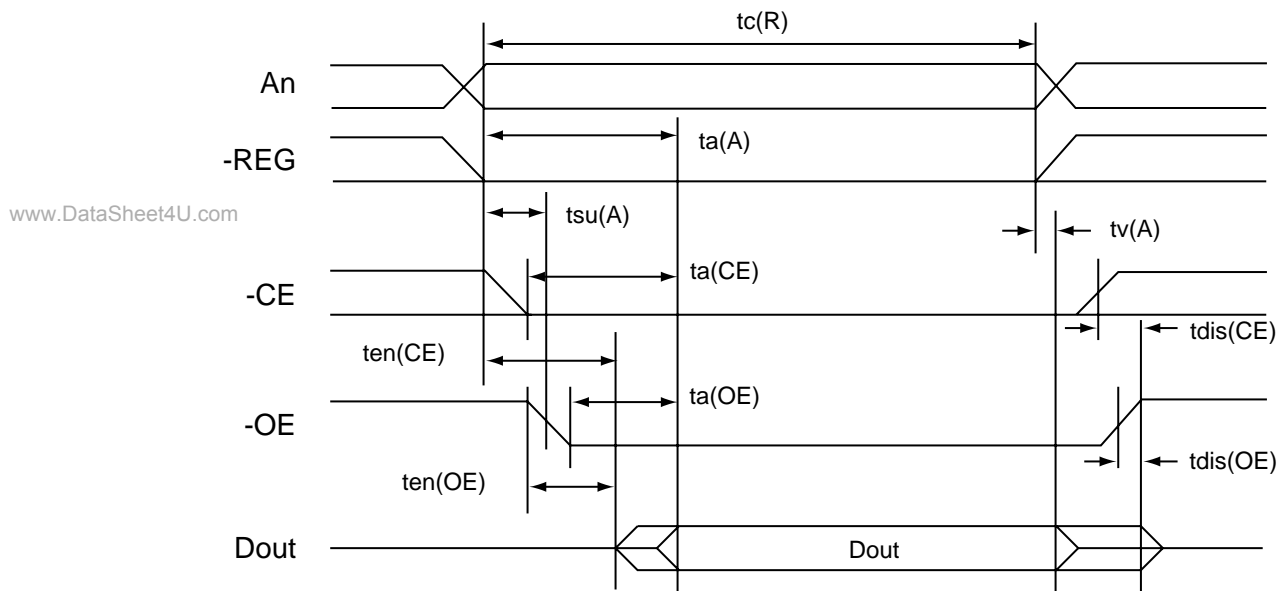 tc(R)
An
ta(A)
-REG
www.DataSheet4U.com
tsu(A)
tv(A)
ta(CE)
-CE
tdis(CE)
ten(CE)
ta(OE)
-OE
tdis(OE)
ten(OE)
Dout
Dout